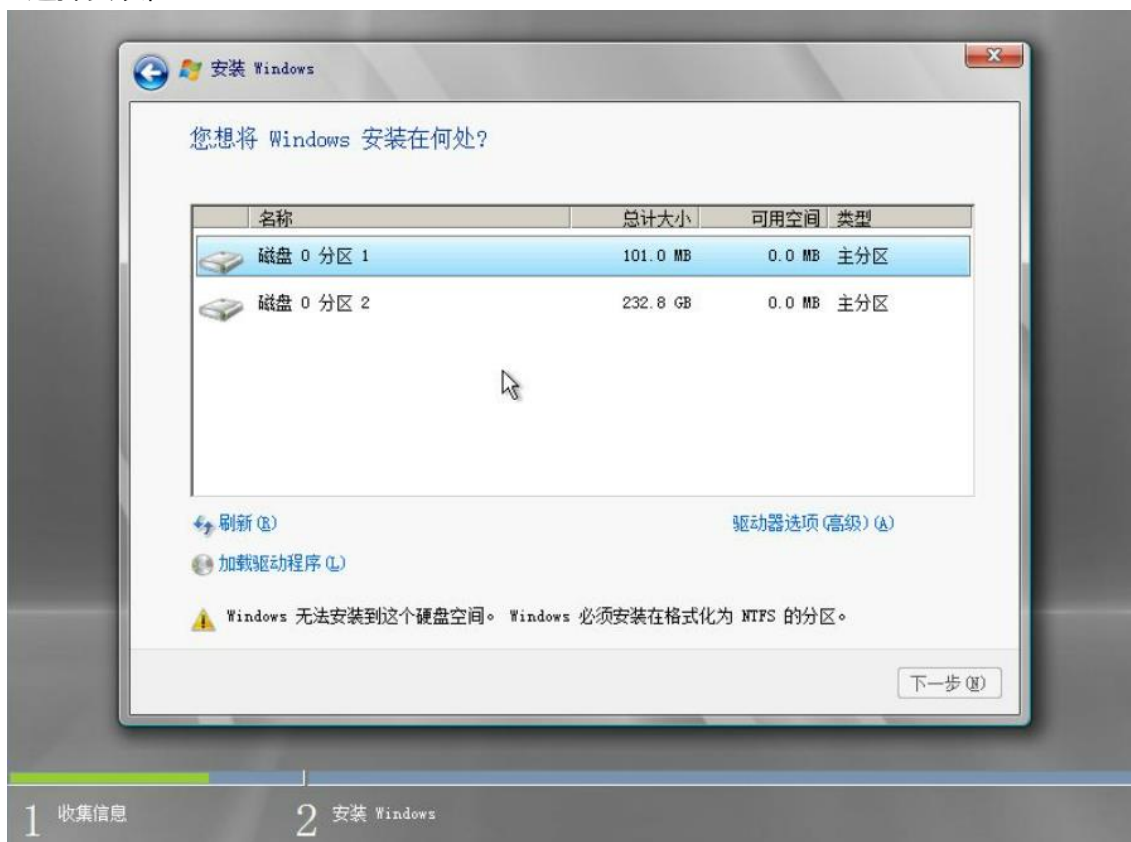 安装 Windows
您想将 Windows 安装在何处?
名称 总计大小 可用空间 类型
磁盘 0 分区 1 101.0 MB 0.0 MB 主分区
磁盘 0 分区 2 232.8 GB 0.0 MB 主分区
刷新(R) 驱动器选项(高级)(A)
加载驱动程序(L)
Windows 无法安装到这个硬盘空间。 Windows 必须安装在格式化为 NTFS 的分区。
下一步(N)
1 收集信息 2 安装 Windows